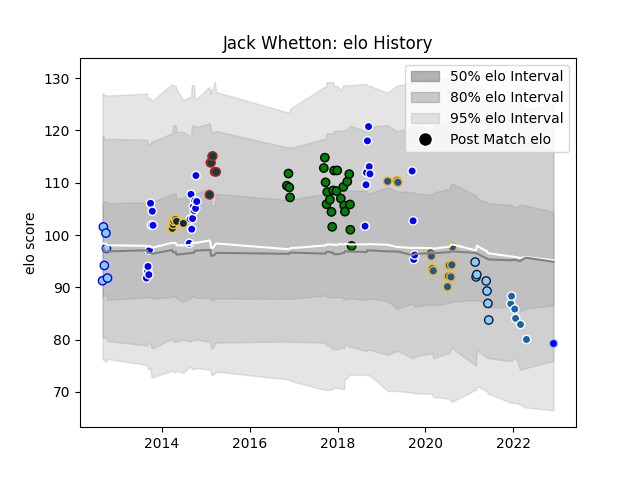 Jack Whetton: elo History
50% elo Interval
80% elo Interval
95% elo Interval
Post Match elo
elo score
130
120
110
100
90
80
70
2014 2016 2018 2020 2022